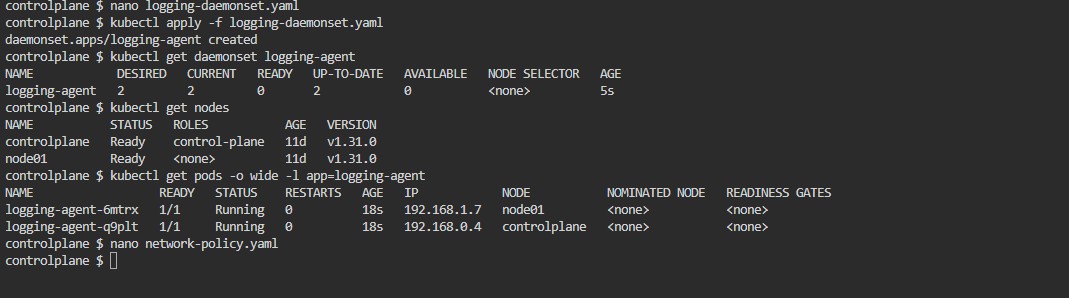 controlplane $ nano logging-daemonset.yaml
controlplane $ kubectl apply -f logging-daemonset.yaml
daemonset.apps/logging-agent created
controlplane $ kubectl get daemonset logging-agent
NAME            DESIRED   CURRENT   READY   UP-TO-DATE   AVAILABLE   NODE SELECTOR   AGE
logging-agent   2         2         0       2            0           <none>          5s
controlplane $ kubectl get nodes
NAME           STATUS   ROLES           AGE   VERSION
controlplane   Ready    control-plane   11d   v1.31.0
node01         Ready    <none>          11d   v1.31.0
controlplane $ kubectl get pods -o wide -l app=logging-agent
NAME                  READY   STATUS    RESTARTS   AGE   IP            NODE           NOMINATED NODE   READINESS GATES
logging-agent-6mtrx   1/1     Running   0          18s   192.168.1.7   node01         <none>           <none>
logging-agent-q9plt   1/1     Running   0          18s   192.168.0.4   controlplane   <none>           <none>
controlplane $ nano network-policy.yaml
controlplane $